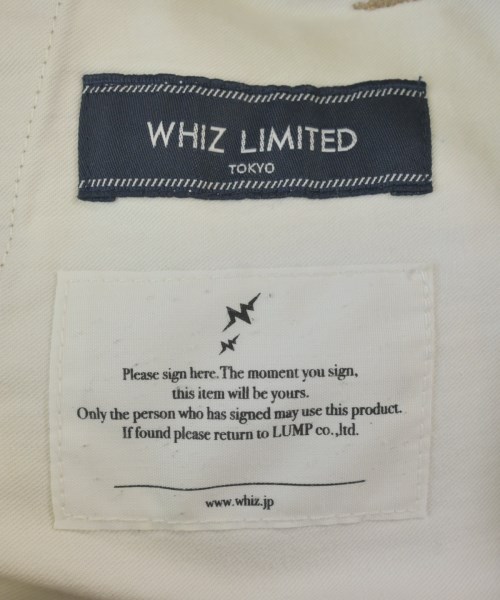 WHIZ LIMITED
TOKYO
Please sign here.The moment you sign,
this item will be yours.
Only the person who has signed may use this product.
If found please return to LUMP co.,ltd.
www.whiz.jp